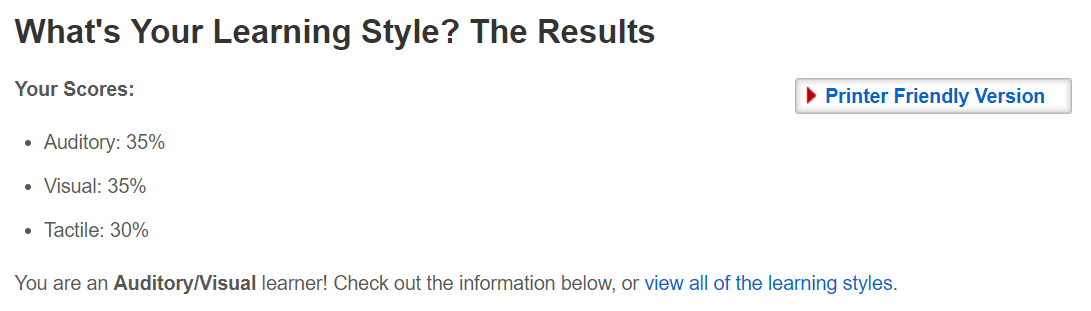 What's Your Learning Style? The Results
Your Scores:
Printer Friendly Version
• Auditory: 35%
• Visual: 35%
• Tactile: 30%
You are an Auditory/Visual learner! Check out the information below, or view all of the learning styles.